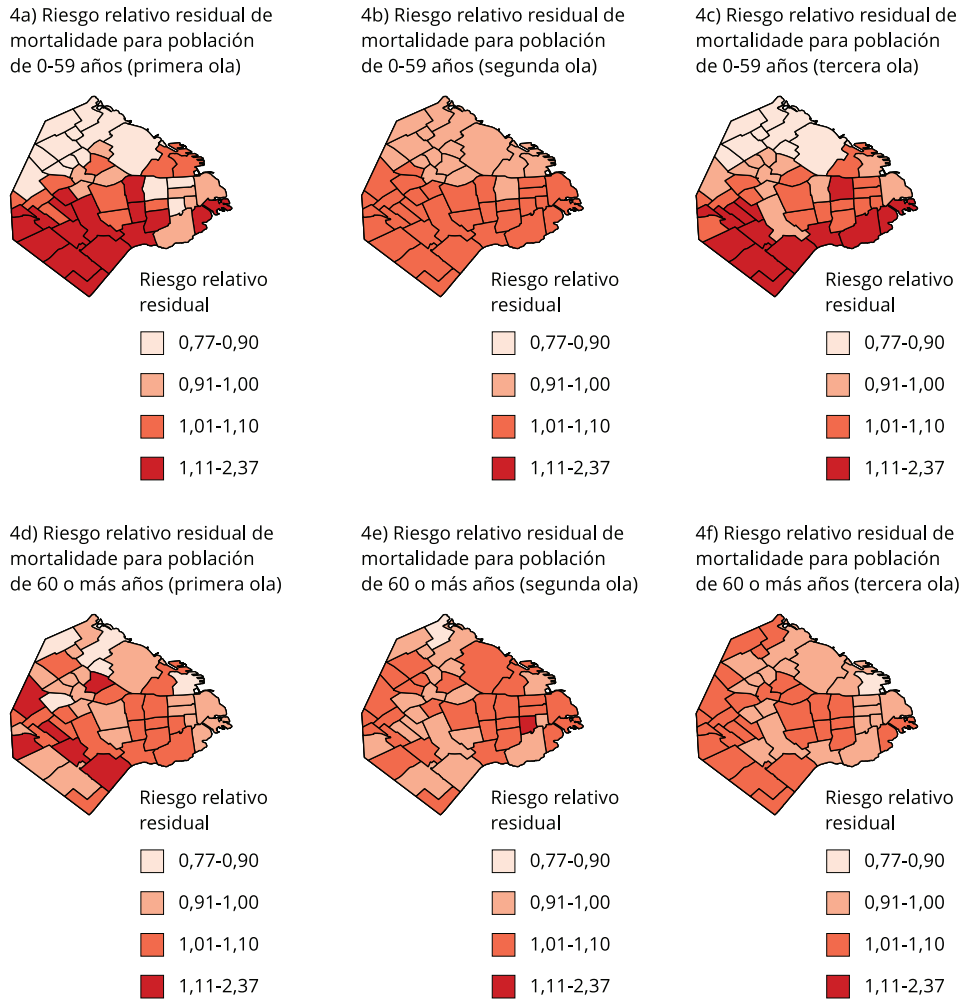 4a) Riesgo relativo residual de
mortalidade para población
de 0-59 años (primera ola)
4b) Riesgo relativo residual de
mortalidade para población
de 0-59 años (segunda ola)
4c) Riesgo relativo residual de
mortalidade para población
de 0-59 años (tercera ola)
Riesgo relativo
residual
0,77-0,90
0,91-1,00
1,01-1,10
1,11-2,37
Riesgo relativo
residual
0,77-0,90
0,91-1,00
1,01-1,10
1,11-2,37
Riesgo relativo
residual
0,77-0,90
0,91-1,00
1,01-1,10
1,11-2,37
4d) Riesgo relativo residual de
mortalidade para población
de 60 o más años (primera ola)
4e) Riesgo relativo residual de
mortalidade para población
de 60 o más años (segunda ola)
4f) Riesgo relativo residual de
mortalidade para población
de 60 o más años (tercera ola)
Riesgo relativo
residual
0,77-0,90
0,91-1,00
1,01-1,10
1,11-2,37
Riesgo relativo
residual
0,77-0,90
0,91-1,00
1,01-1,10
1,11-2,37
Riesgo relativo
residual
0,77-0,90
0,91-1,00
1,01-1,10
1,11-2,37